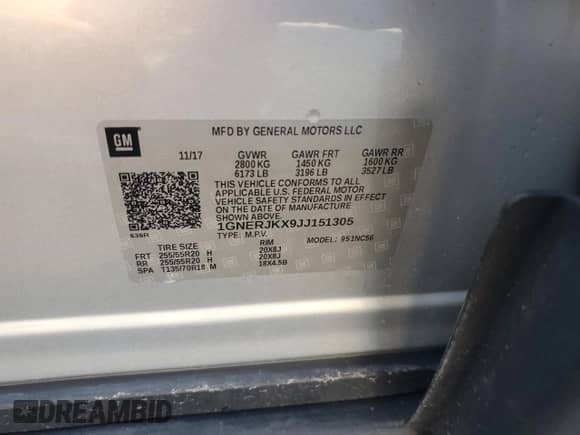 GM
MFD BY GENERAL MOTORS LLC
11/17 GVWR GAWR FRT GAWR RR
2800 KG 1450 KG 1600 KG
6173 LB 3196 LB 3527 LB
THIS VEHICLE CONFORMS TO ALL
APPLICABLE U.S. FEDERAL MOTOR
VEHICLE SAFETY STANDARDS IN EFFECT
ON THE DATE OF MANUFACTURE
SHOWN ABOVE.
1GNERJKX9JJ151305
636R TYPE: M.P.V. MODEL: 951NC56
TIRE SIZE RIM
FRT 255/55R20 H 20X8J
RR 255/55R20 H 20X8J
SPA T135/70R18 M 18X4.5B
DREAMBID